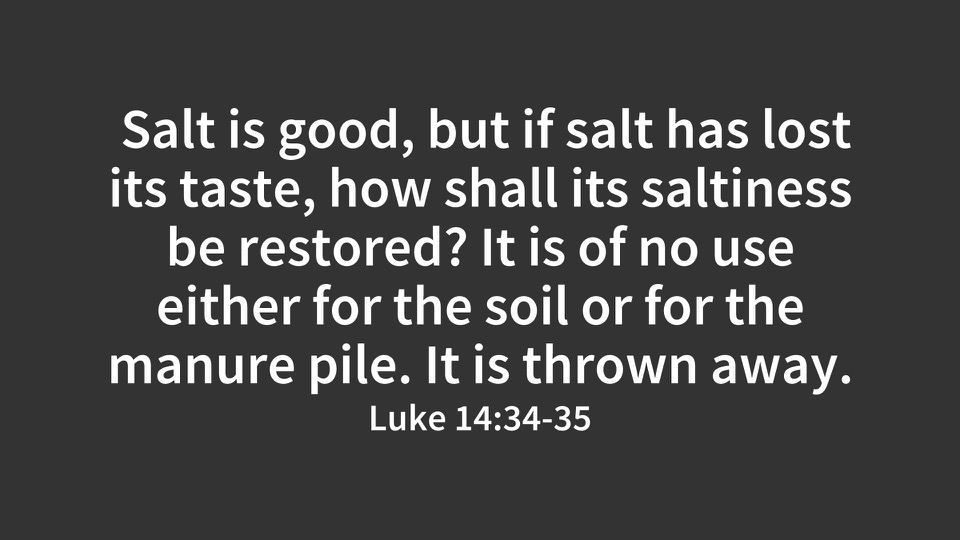 Salt is good, but if salt has lost
its taste, how shall its saltiness
be restored? It is of no use
either for the soil or for the
manure pile. It is thrown away.
Luke 14:34-35